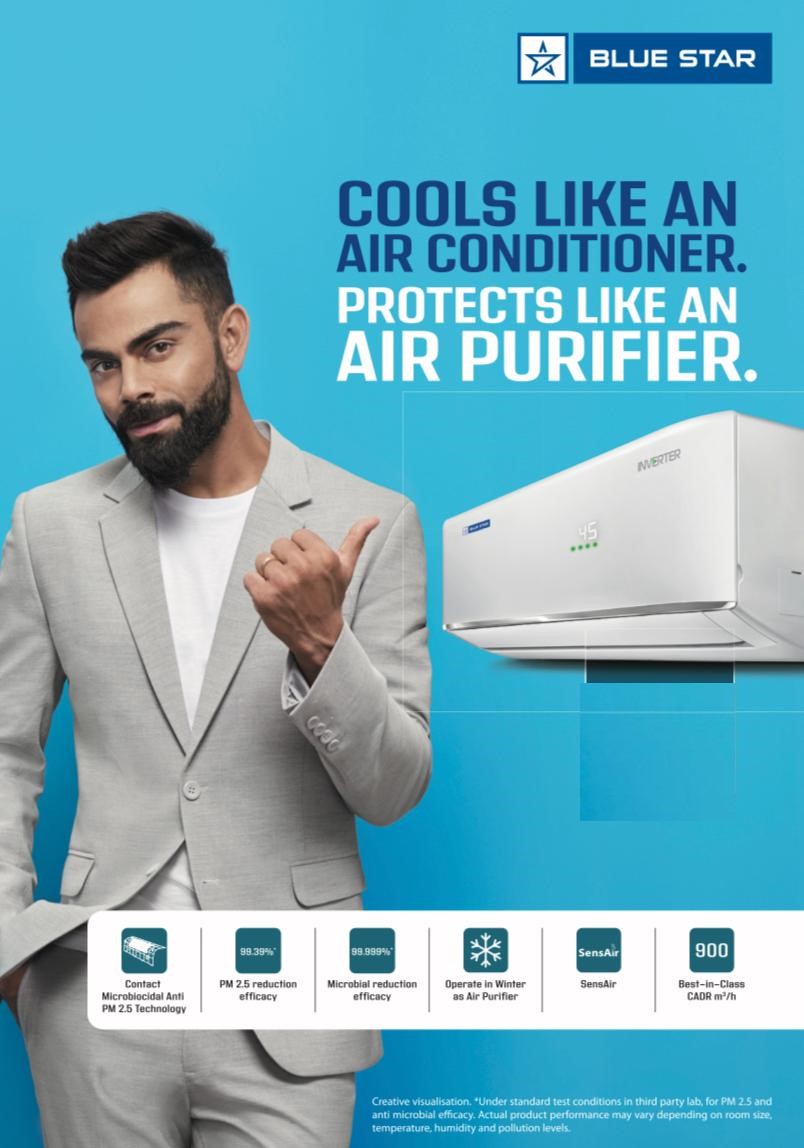 BLUE STAR
COOLS LIKE AN
AIR CONDITIONER.
PROTECTS LIKE AN
AIR PURIFIER.
INVERTER
BLUE STAR
45
99.39%*
99.999%*
SensAir
900
Contact
Microbiocidal Anti
PM 2.5 Technology
PM 2.5 reduction
efficacy
Microbial reduction
efficacy
Operate in Winter
as Air Purifier
SensAir
Best-in-Class
CADR m³/h
Creative visualisation. *Under standard test conditions in third party lab, for PM 2.5 and
anti microbial efficacy. Actual product performance may vary depending on room size,
temperature, humidity and pollution levels.